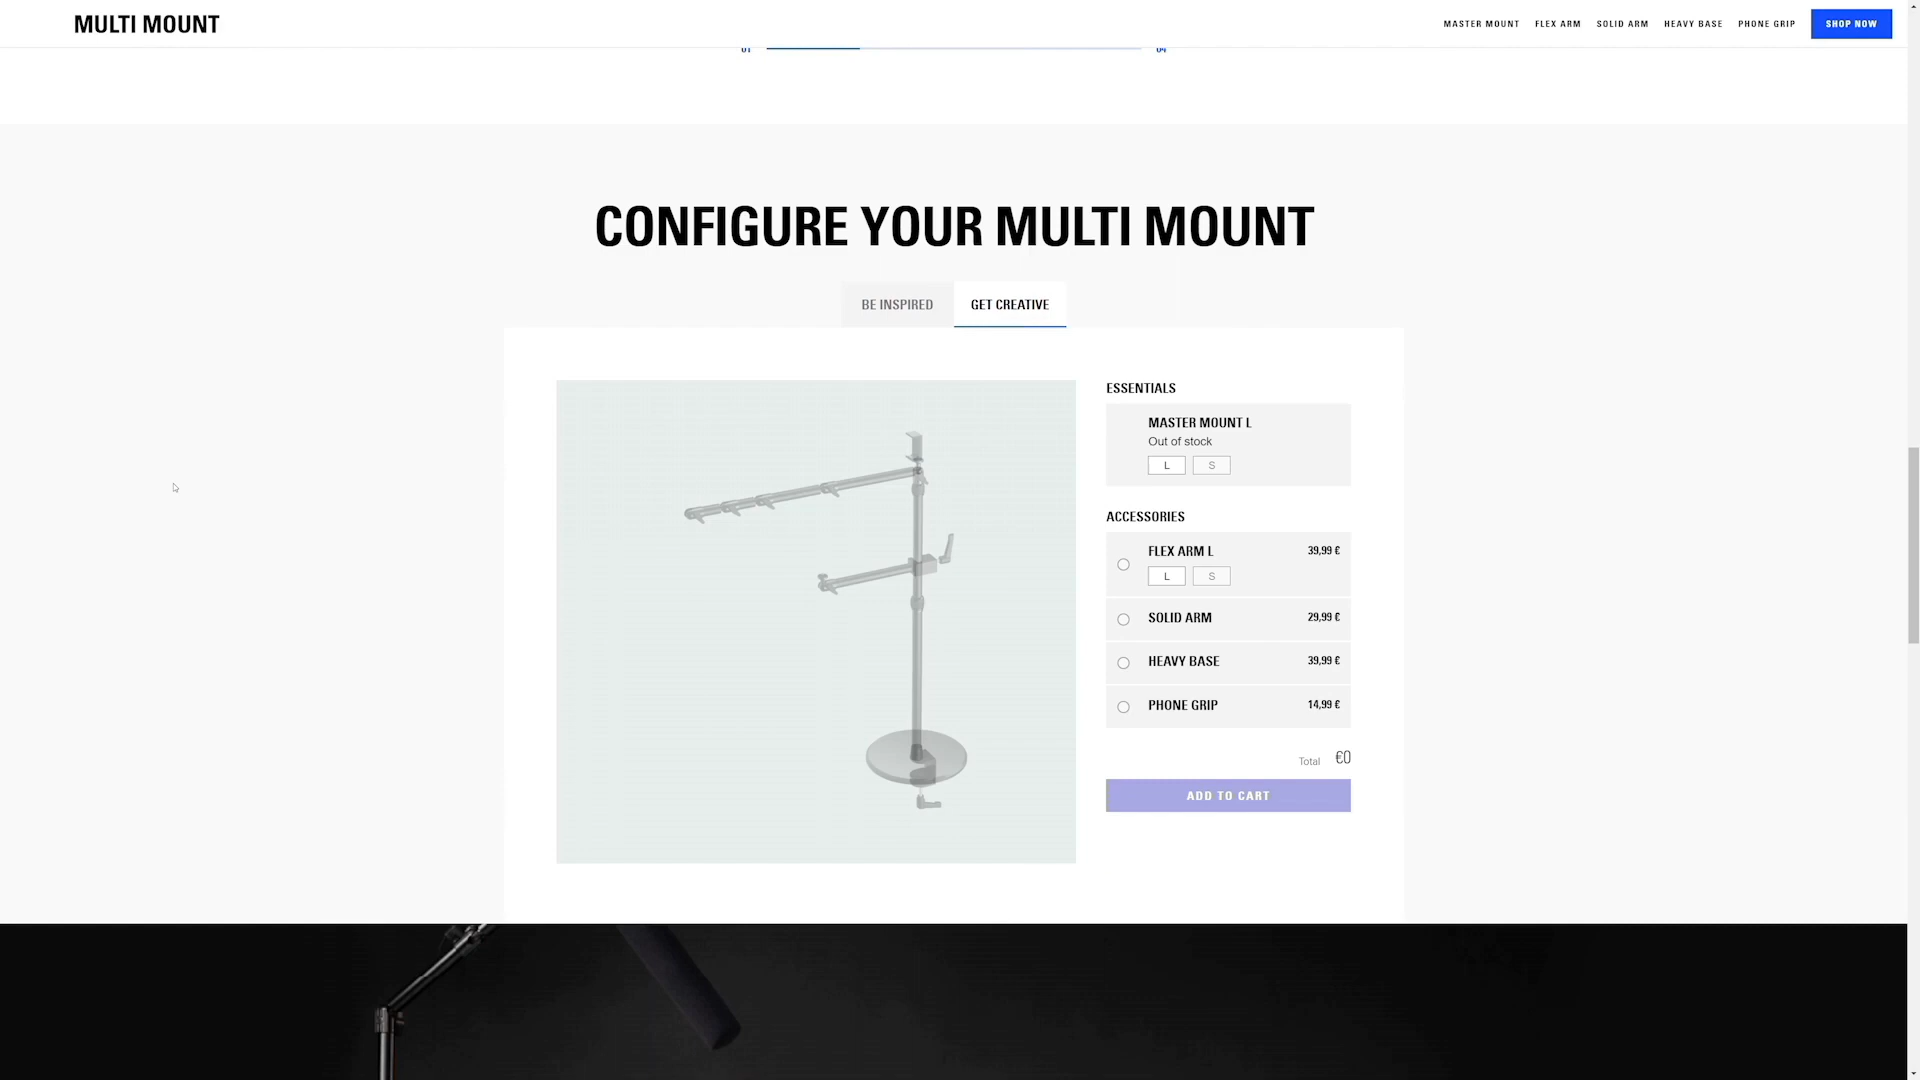 MULTI MOUNT
MASTER MOUNT
FLEX ARM
SOLID ARM
HEAVY BASE
PHONE GRIP
SHOP NOW
01
04
CONFIGURE YOUR MULTI MOUNT
BE INSPIRED
GET CREATIVE
ESSENTIALS
MASTER MOUNT L
Out of stock
L
S
ACCESSORIES
FLEX ARM L
39,99 €
L
S
SOLID ARM
29,99 €
HEAVY BASE
39,99 €
PHONE GRIP
14,99 €
Total €0
ADD TO CART